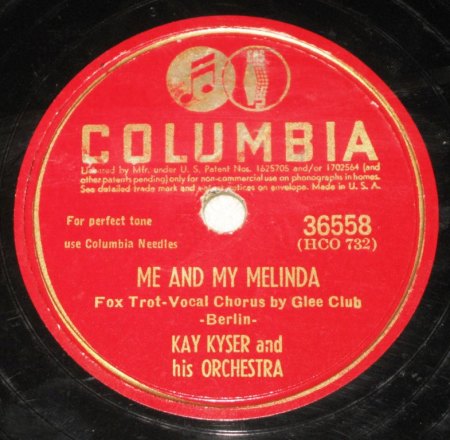 COLUMBIA
Licensed by Mfr. under U. S. Patent Nos. 1625705 and/or 1702564 (and
other patents pending) only for non-commercial use on phonographs in homes.
See detailed trade mark and patent notices on envelope. Made in U. S. A.
For perfect tone
use Columbia Needles
36558
(HCO 732)
ME AND MY MELINDA
Fox Trot-Vocal Chorus by Glee Club
-Berlin-
KAY KYSER and
his ORCHESTRA